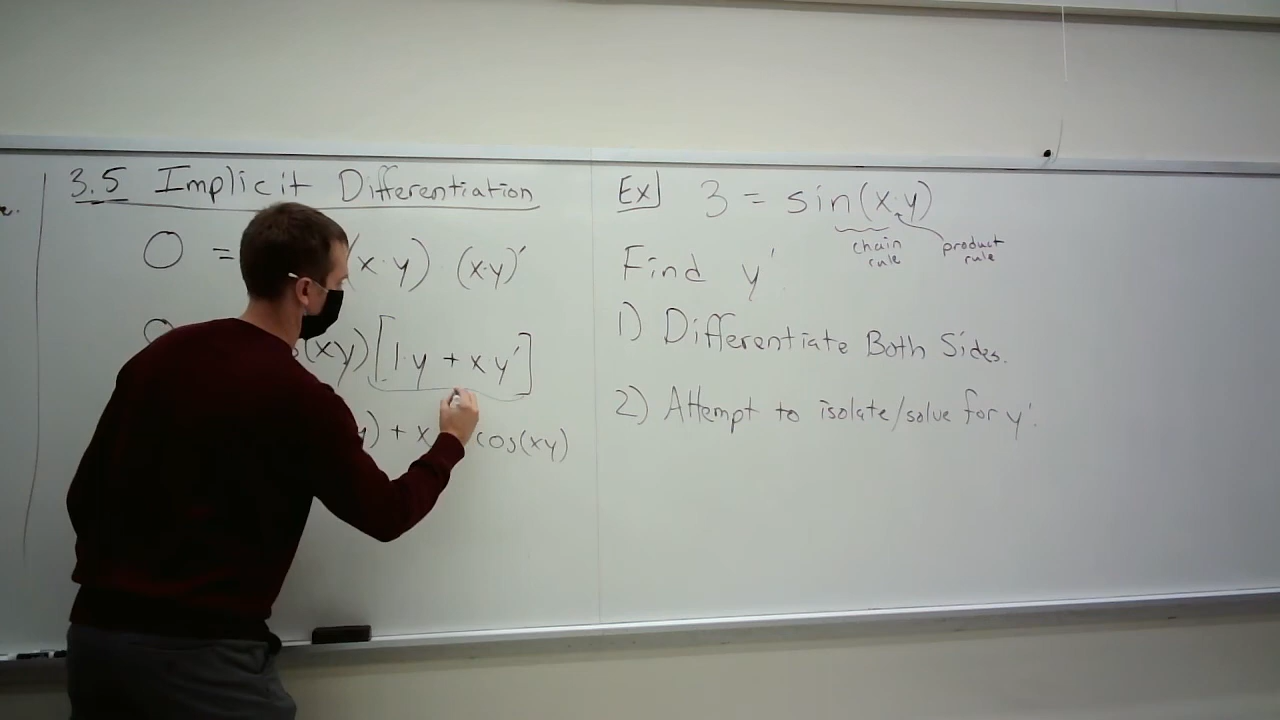 3.5 Implicit Differentiation
0 = (x·y) (x·y)'
(xy)[1·y + x y']
) + x cos(xy)
Ex] 3 = sin(x·y)
chain rule
product rule
Find y'
1) Differentiate Both Sides.
2) Attempt to isolate/solve for y'.